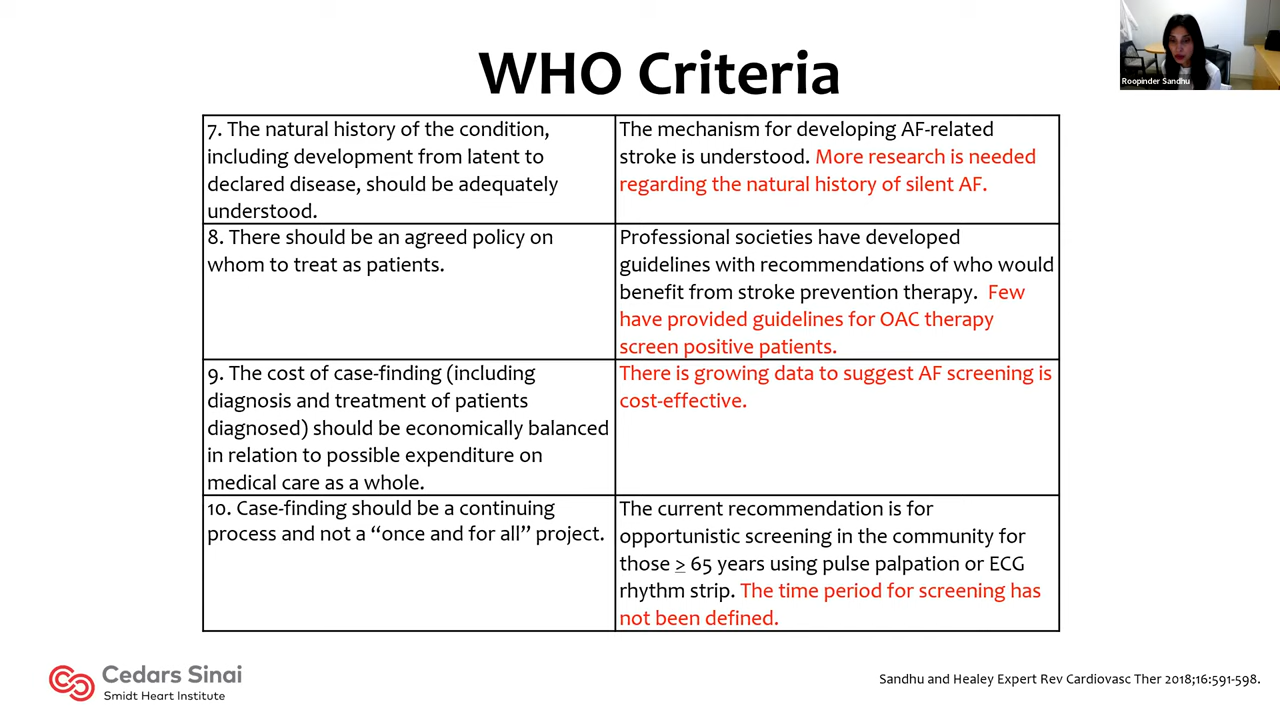 WHO Criteria
Roopinder Sandhu
7. The natural history of the condition,
including development from latent to
declared disease, should be adequately
understood.
The mechanism for developing AF-related
stroke is understood. More research is needed
regarding the natural history of silent AF.
8. There should be an agreed policy on
whom to treat as patients.
Professional societies have developed
guidelines with recommendations of who would
benefit from stroke prevention therapy. Few
have provided guidelines for OAC therapy
screen positive patients.
9. The cost of case-finding (including
diagnosis and treatment of patients
diagnosed) should be economically balanced
in relation to possible expenditure on
medical care as a whole.
There is growing data to suggest AF screening is
cost-effective.
10. Case-finding should be a continuing
process and not a “once and for all” project.
The current recommendation is for
opportunistic screening in the community for
those ≥ 65 years using pulse palpation or ECG
rhythm strip. The time period for screening has
not been defined.
Cedars Sinai
Smidt Heart Institute
Sandhu and Healey Expert Rev Cardiovasc Ther 2018;16:591-598.